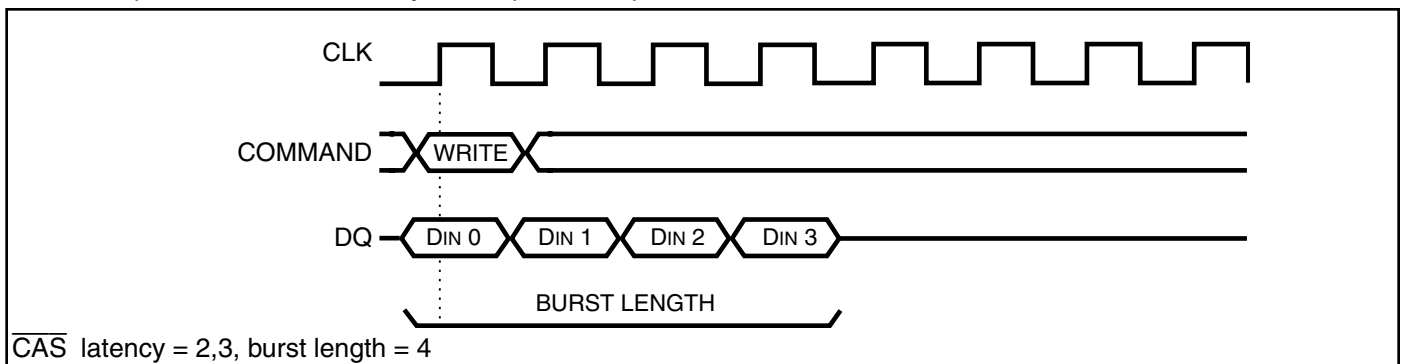 CLK
COMMAND WRITE
DQ DIN 0 DIN 1 DIN 2 DIN 3
BURST LENGTH
CAS latency = 2,3, burst length = 4